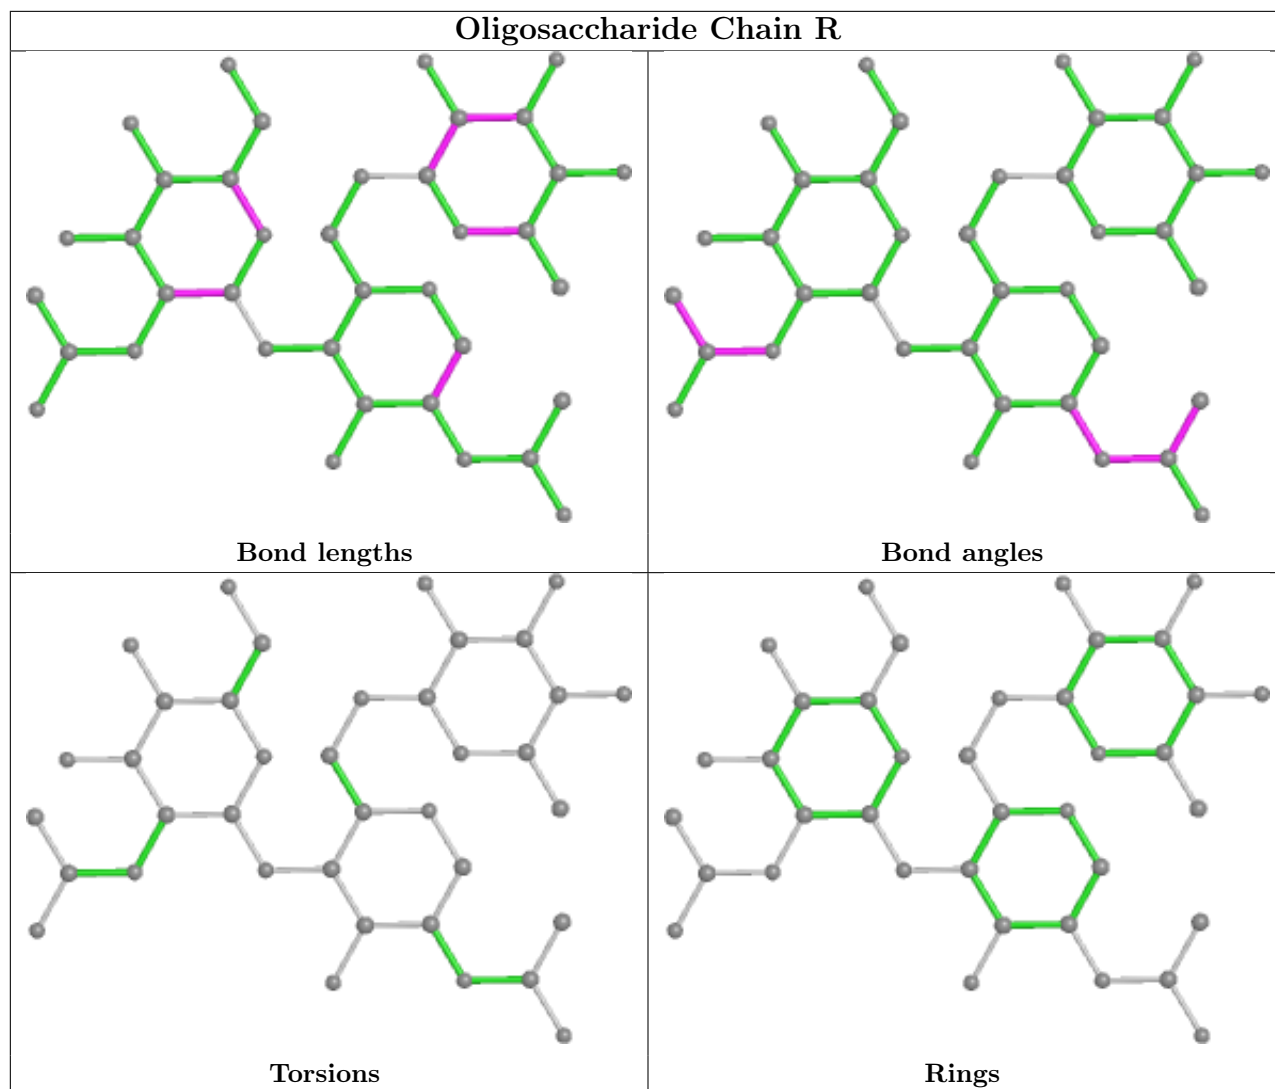 Oligosaccharide Chain R
Bond lengths
Bond angles
Torsions
Rings